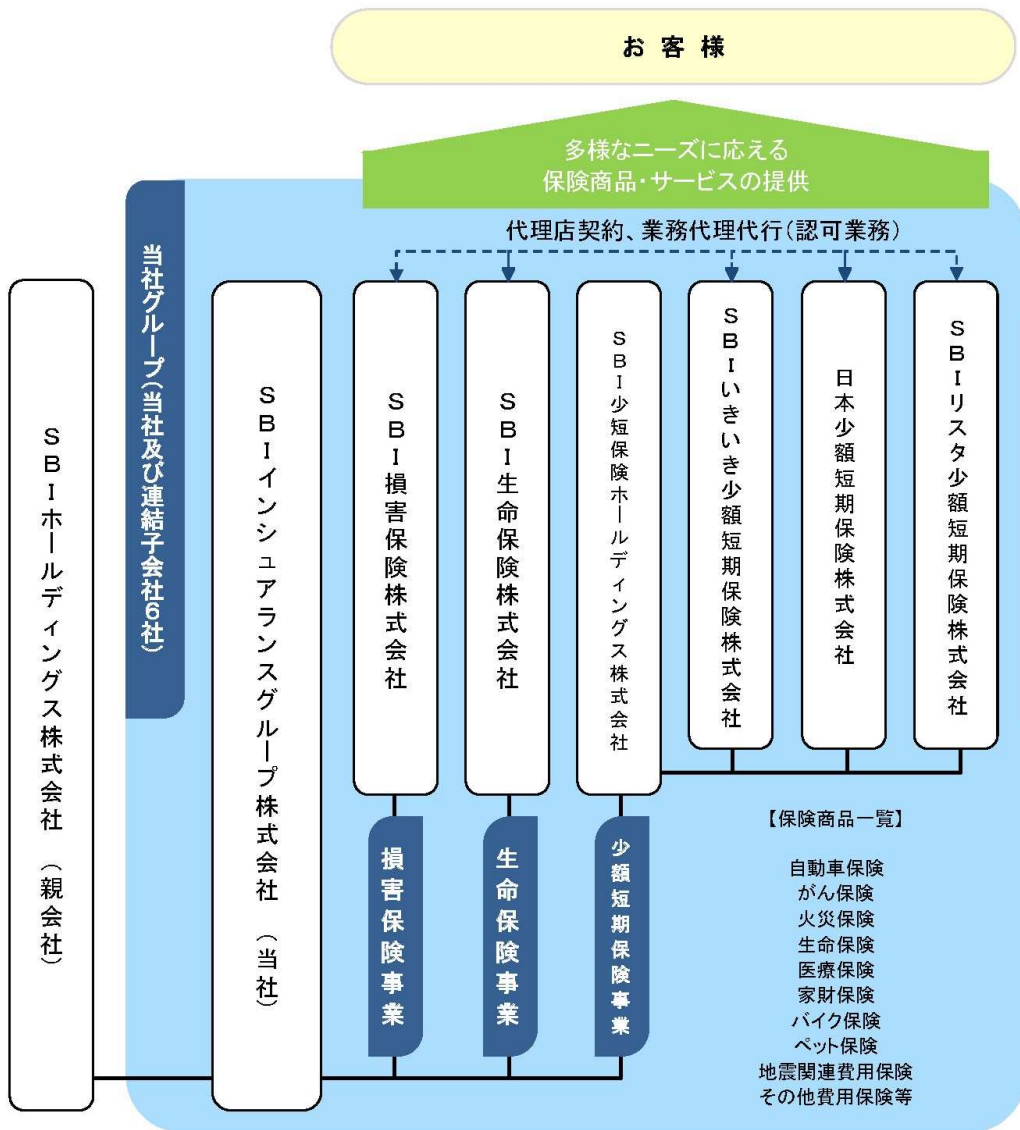 お客様
多様なニーズに応える
保険商品・サービスの提供
代理店契約、業務代理代行(認可業務)
当社グループ(当社及び連結子会社6社)
SBIホールディングス株式会社 (親会社)
SBIインシュアランスグループ株式会社 (当社)
SBI損害保険株式会社
SBI生命保険株式会社
SBI少短保険ホールディングス株式会社
SBIいきいき少額短期保険株式会社
日本少額短期保険株式会社
SBIリスタ少額短期保険株式会社
損害保険事業
生命保険事業
少額短期保険事業
【保険商品一覧】
自動車保険
がん保険
火災保険
生命保険
医療保険
家財保険
バイク保険
ペット保険
地震関連費用保険
その他費用保険等